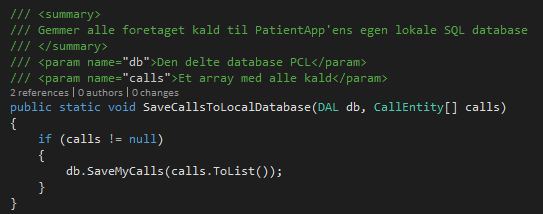 /// <summary>
/// Gemmer alle foretaget kald til PatientApp'ens egen lokale SQL database
/// </summary>
/// <param name="db">Den delte database PCL</param>
/// <param name="calls">Et array med alle kald</param>
2 references | 0 authors | 0 changes
public static void SaveCallsToLocalDatabase(DAL db, CallEntity[] calls)
{
    if (calls != null)
    {
        db.SaveMyCalls(calls.ToList());
    }
}